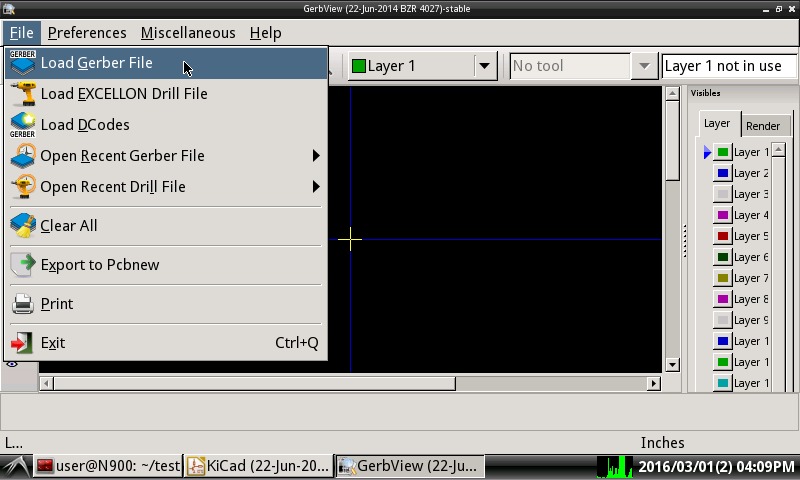 GerbView (22-Jun-2014 BZR 4027)-stable
File Preferences Miscellaneous Help
GERBER Load Gerber File
Layer 1 No tool Layer 1 not in use
Load EXCELLON Drill File
Load DCodes
GERBER
Open Recent Gerber File
Open Recent Drill File
Clear All
Export to Pcbnew
Print
Exit Ctrl+Q
Visibles
Layer Render
Layer 1
Layer 2
Layer 3
Layer 4
Layer 5
Layer 6
Layer 7
Layer 8
Layer 9
Layer 1
Layer 1
Layer 1
L... Inches
user@N900: ~/test KiCad (22-Jun-20... GerbView (22-Ju... 2016/03/01(2) 04:09PM